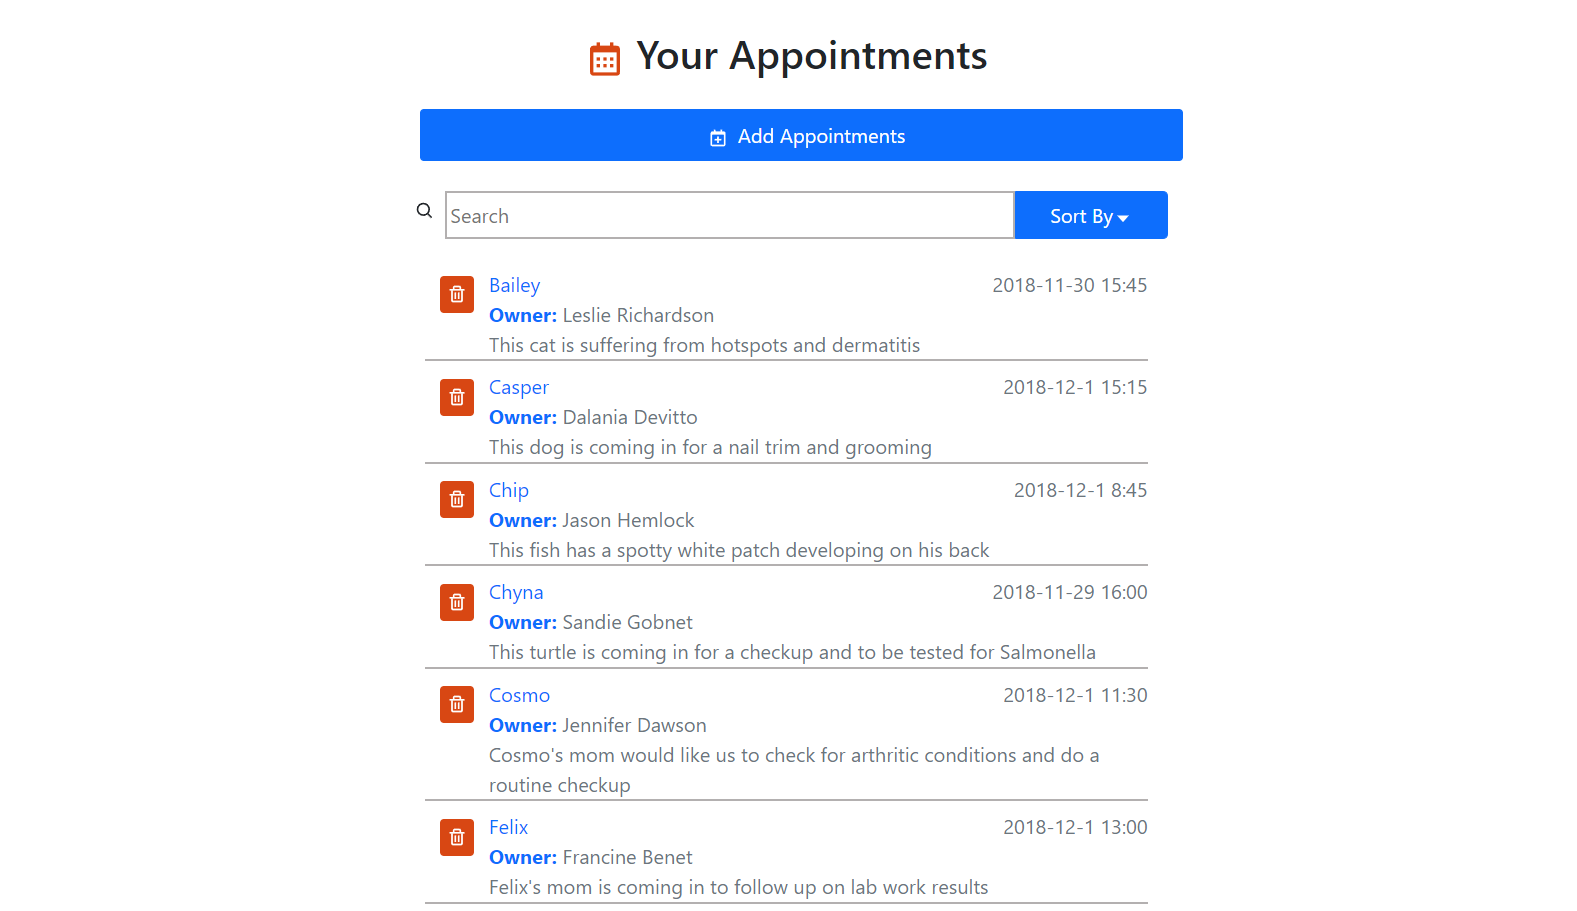 Your Appointments
Add Appointments
Search
Sort By
Bailey 2018-11-30 15:45
Owner: Leslie Richardson
This cat is suffering from hotspots and dermatitis
Casper 2018-12-1 15:15
Owner: Dalania Devitto
This dog is coming in for a nail trim and grooming
Chip 2018-12-1 8:45
Owner: Jason Hemlock
This fish has a spotty white patch developing on his back
Chyna 2018-11-29 16:00
Owner: Sandie Gobnet
This turtle is coming in for a checkup and to be tested for Salmonella
Cosmo 2018-12-1 11:30
Owner: Jennifer Dawson
Cosmo's mom would like us to check for arthritic conditions and do a
routine checkup
Felix 2018-12-1 13:00
Owner: Francine Benet
Felix's mom is coming in to follow up on lab work results